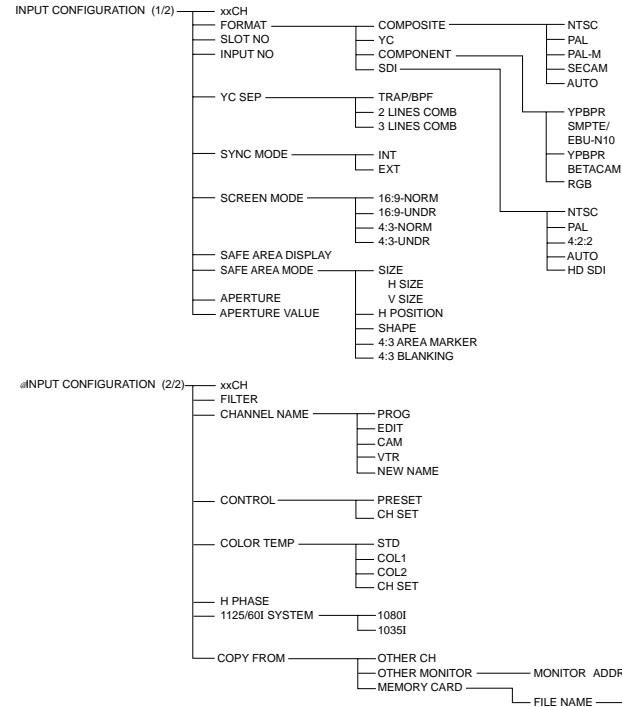 INPUT CONFIGURATION (1/2)
xxCH
FORMAT
COMPOSITE
NTSC
SLOT NO
YC
PAL
INPUT NO
COMPONENT
PAL-M
SDI
SECAM
AUTO
YC SEP
TRAP/BPF
YPBPR
2 LINES COMB
SMPTE/
3 LINES COMB
EBU-N10
SYNC MODE
INT
YPBPR
EXT
BETACAM
RGB
SCREEN MODE
16:9-NORM
16:9-UNDR
NTSC
4:3-NORM
PAL
4:3-UNDR
4:2:2
SAFE AREA DISPLAY
AUTO
SAFE AREA MODE
SIZE
HD SDI
H SIZE
APERTURE
V SIZE
APERTURE VALUE
H POSITION
SHAPE
4:3 AREA MARKER
4:3 BLANKING
INPUT CONFIGURATION (2/2)
xxCH
FILTER
CHANNEL NAME
PROG
EDIT
CAM
VTR
NEW NAME
CONTROL
PRESET
CH SET
COLOR TEMP
STD
COL1
COL2
CH SET
H PHASE
1125/60I SYSTEM
1080I
1035I
COPY FROM
OTHER CH
OTHER MONITOR
MONITOR ADDR
MEMORY CARD
FILE NAME